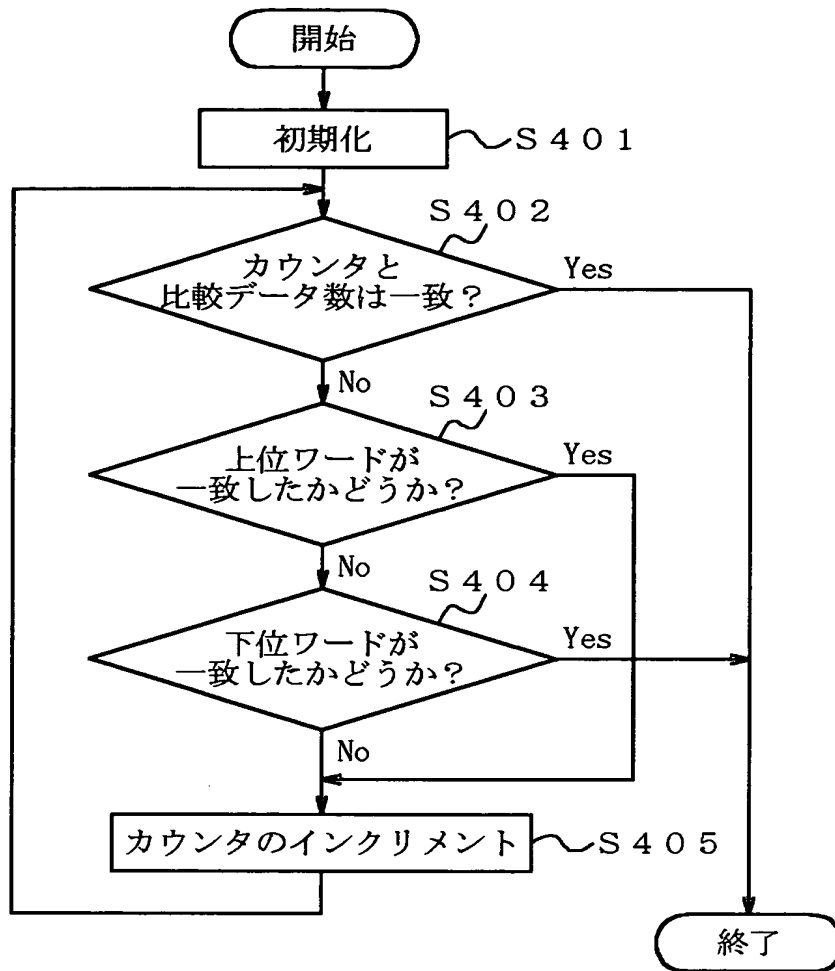 開始
初期化
S401
S402
カウンタと
比較データ数は一致?
Yes
No
S403
上位ワードが
一致したかどうか?
Yes
No
S404
下位ワードが
一致したかどうか?
Yes
No
カウンタのインクリメント
S405
終了